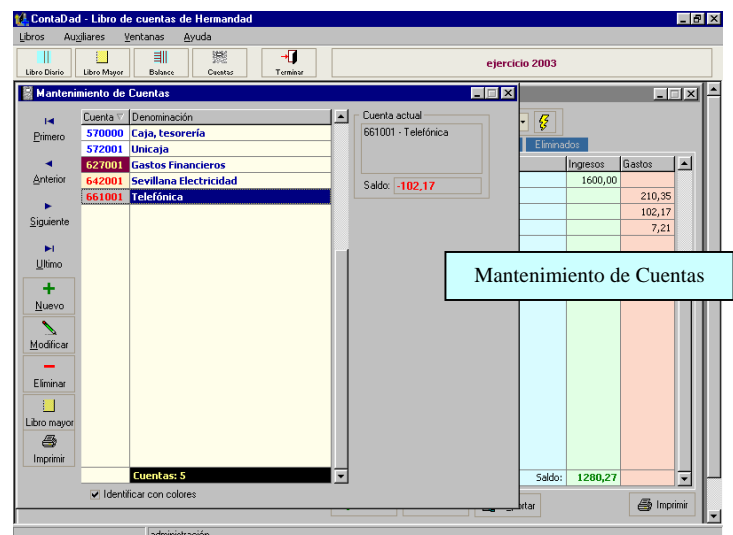 ContaDad - Libro de cuentas de Hermandad
Libros Auxiliares Ventanas Ayuda
Libro Diario Libro Mayor Balance Cuentas Terminar
ejercicio 2003
Mantenimiento de Cuentas
Primero
Anterior
Siguiente
Ultimo
Nuevo
Modificar
Eliminar
Libro mayor
Imprimir
Cuenta Denominación
570000 Caja, tesorería
572001 Unicaja
627001 Gastos Financieros
642001 Sevillana Electricidad
661001 Telefónica
Cuentas: 5
Identificar con colores
Cuenta actual
661001 - Telefónica
Saldo: -102,17
Eliminados
Ingresos Gastos
1600,00
210,35
102,17
7,21
Mantenimiento de Cuentas
Saldo: 1280,27
Imprimir
administración